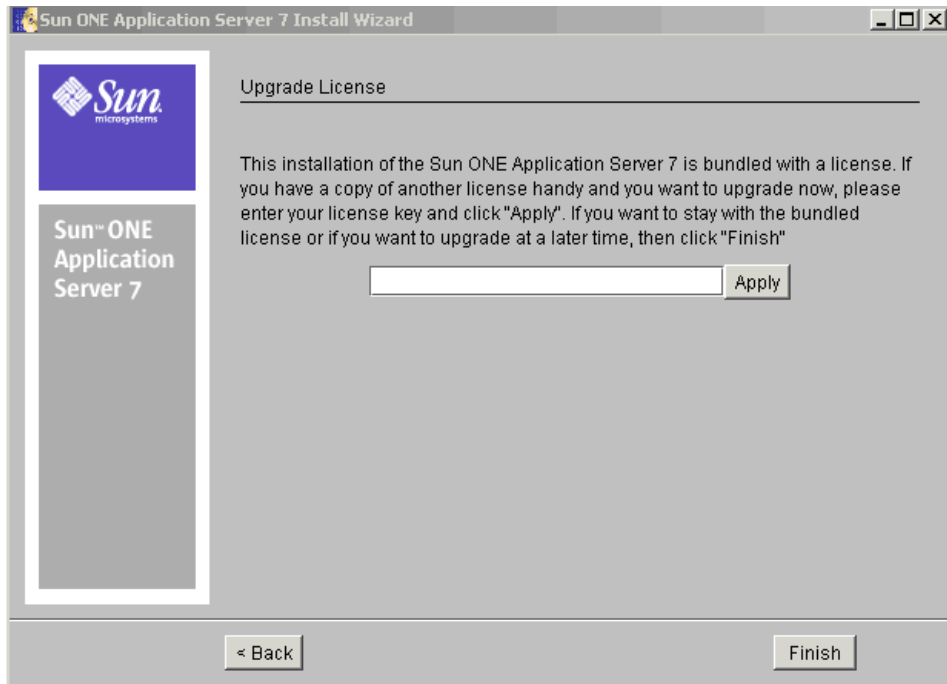 Sun ONE Application Server 7 Install Wizard
Sun
microsystems
Sun™ ONE
Application
Server 7
Upgrade License
This installation of the Sun ONE Application Server 7 is bundled with a license. If
you have a copy of another license handy and you want to upgrade now, please
enter your license key and click "Apply". If you want to stay with the bundled
license or if you want to upgrade at a later time, then click "Finish"
Apply
< Back
Finish